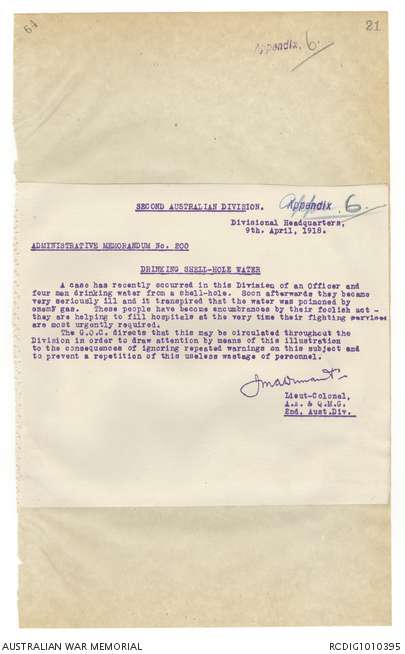 64
21
Appendix 6.
SECOND AUSTRALIAN DIVISION.
Appendix 6.
Divisional Headquarters,
9th. April, 1918.
ADMINISTRATIVE MEMORANDUM No. 200
DRINKING SHELL-HOLE WATER
A case has recently occurred in this Division of an Officer and
four men drinking water from a shell-hole. Soon afterwards they became
very seriously ill and it transpired that the water was poisoned by
enemy gas. These people have become encumbrances by their foolish act -
they are helping to fill hospitals at the very time their fighting services
are most urgently required.
The G.O.C. directs that this may be circulated throughout the
Division in order to draw attention by means of this illustration
to the consequences of ignoring repeated warnings on this subject and
to prevent a repetition of this useless wastage of personnel.
Lieut-Colonel,
A.A. & Q.M.G.
2nd. Aust.Div.
AUSTRALIAN WAR MEMORIAL
RCDIG1010395